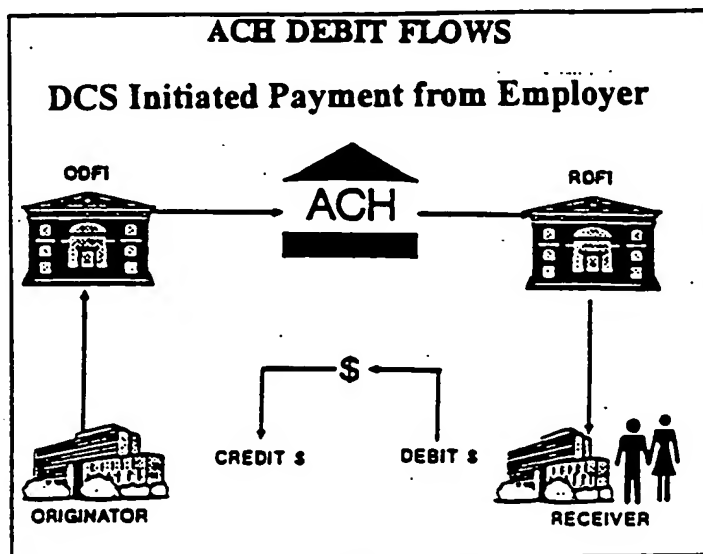 ACH DEBIT FLOWS
DCS Initiated Payment from Employer
ODFI
RDFI
ACH
$
CREDIT $
DEBIT $
ORIGINATOR
RECEIVER